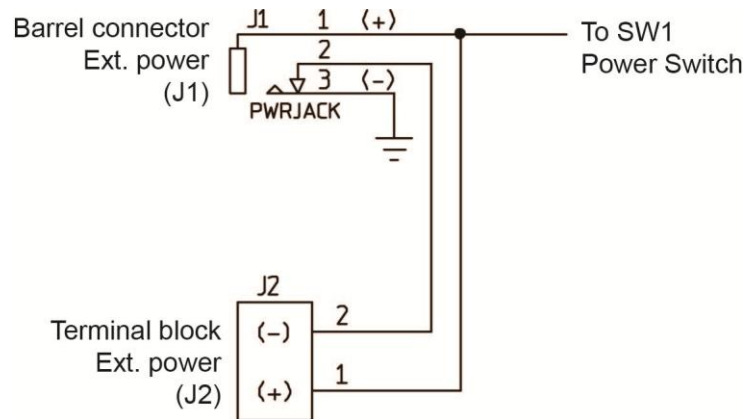 Barrel connector
Ext. power
(J1)
J1 1 (+)
2
3 (-)
PWRJACK
To SW1
Power Switch
J2
Terminal block
Ext. power
(J2)
(-) 2
(+) 1